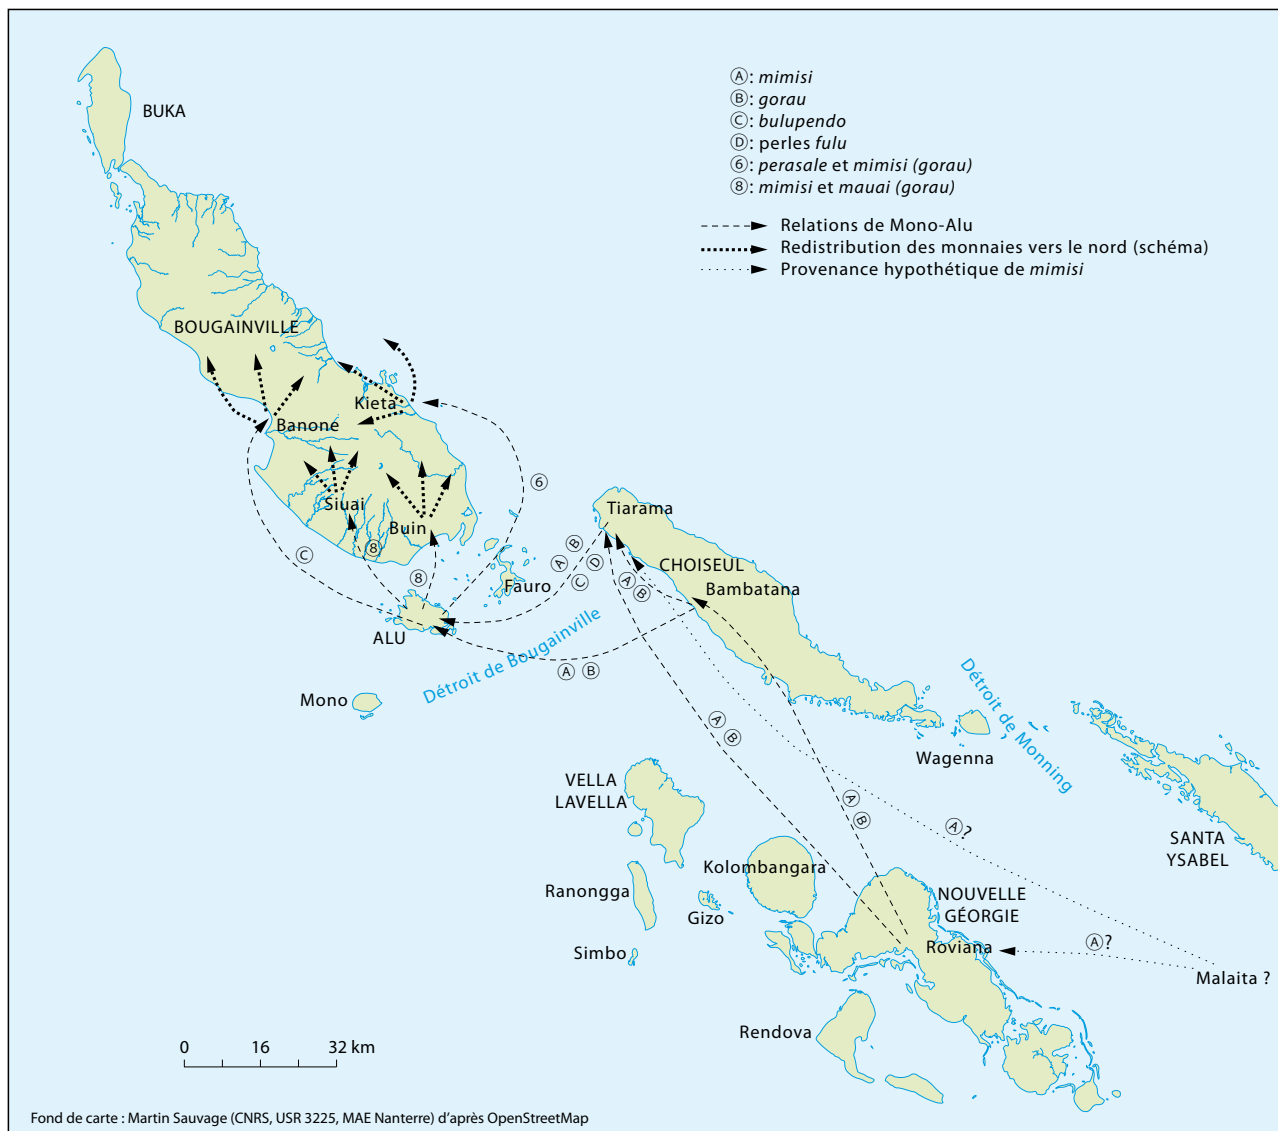 Ⓐ: mimisi
Ⓑ: gorau
Ⓒ: bulupendo
Ⓓ: perles fulu
⑥: perasale et mimisi (gorau)
⑧: mimisi et mauai (gorau)
Relations de Mono-Alu
Redistribution des monnaies vers le nord (schéma)
Provenance hypothétique de mimisi
BUKA
BOUGAINVILLE
Kieta
Banone
⑥
Siuai
Buin
Tiarama
Ⓒ
⑧
⑧
Ⓐ Ⓑ
Ⓒ Ⓓ
Ⓐ Ⓑ
CHOISEUL
Bambatana
Fauro
ALU
Détroit de Bougainville
Ⓐ Ⓑ
Mono
Détroit de Monning
Ⓐ Ⓑ
Wagenna
VELLA
LAVELLA
Ⓐ Ⓑ
Ⓐ?
SANTA
YSABEL
Kolombangara
Ranongga
Gizo
NOUVELLE
GÉORGIE
Simbo
Roviana
Ⓐ?
Malaita ?
Rendova
0 16 32 km
Fond de carte : Martin Sauvage (CNRS, USR 3225, MAE Nanterre) d'après OpenStreetMap